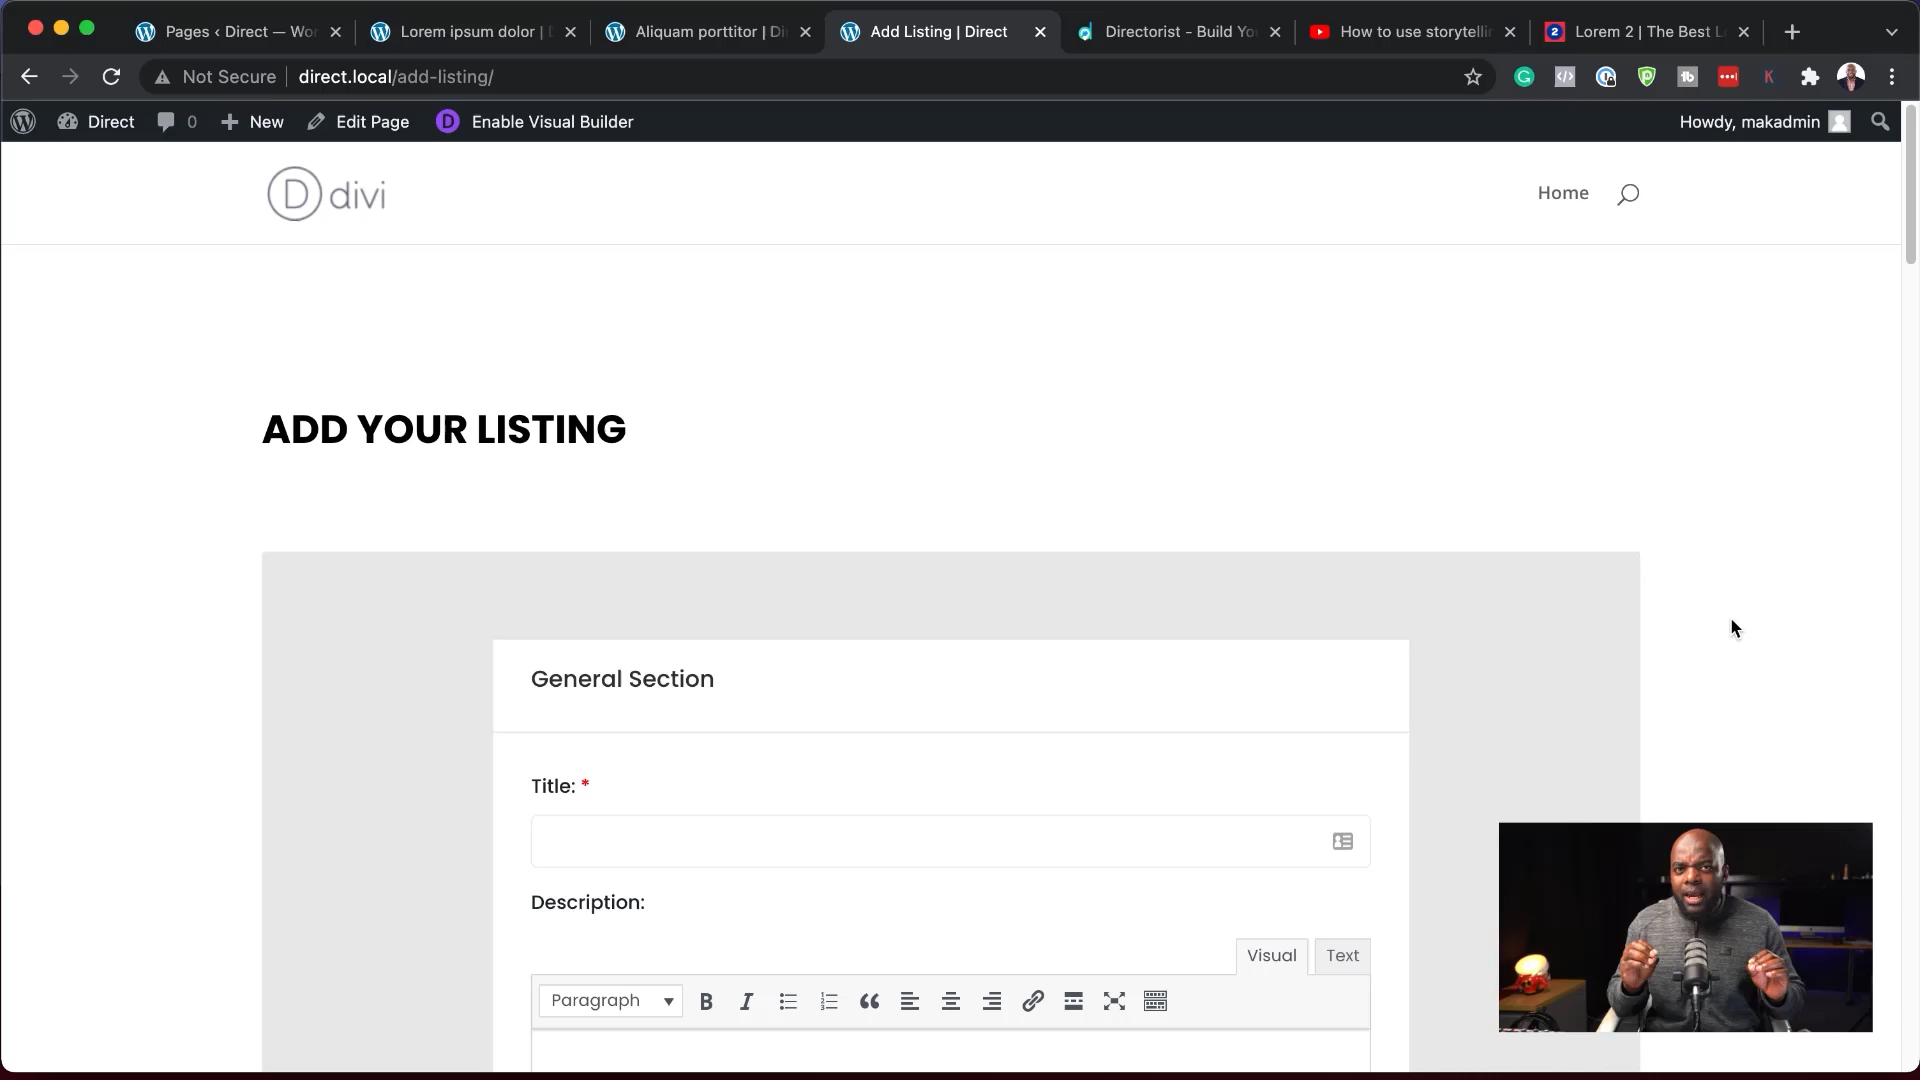 Pages ‹ Direct — Wor
Lorem ipsum dolor | D
Aliquam porttitor | Di
Add Listing | Direct
Directorist - Build Yo
How to use storytellin
Lorem 2 | The Best L
Not Secure
direct.local/add-listing/
Direct
0
New
Edit Page
D
Enable Visual Builder
Howdy, makadmin
D divi
Home
ADD YOUR LISTING
General Section
Title: *
Description:
Visual
Text
Paragraph
B
I